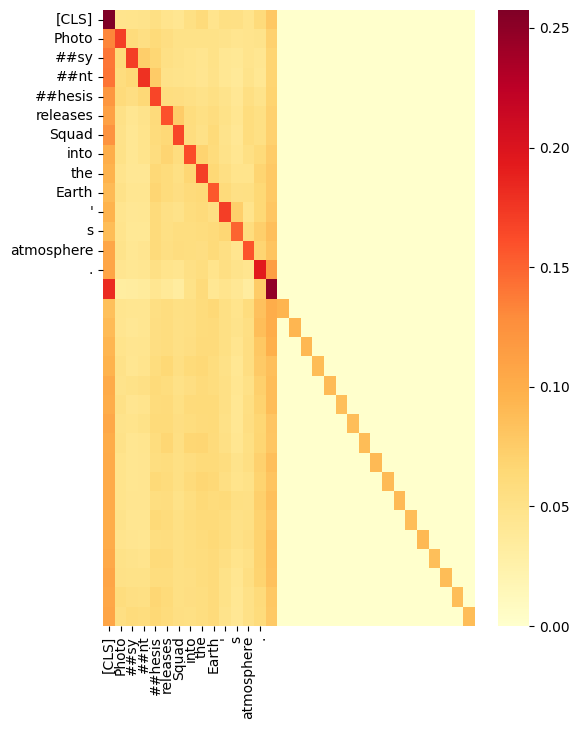 [CLS]
Photo
##sy
##nt
##hesis
releases
Squad
into
the
Earth
'
s
atmosphere
.
[CLS]
Photo
##sy
##nt
##hesis
releases
Squad
into
the
Earth
'
s
atmosphere
.
0.25
0.20
0.15
0.10
0.05
0.00